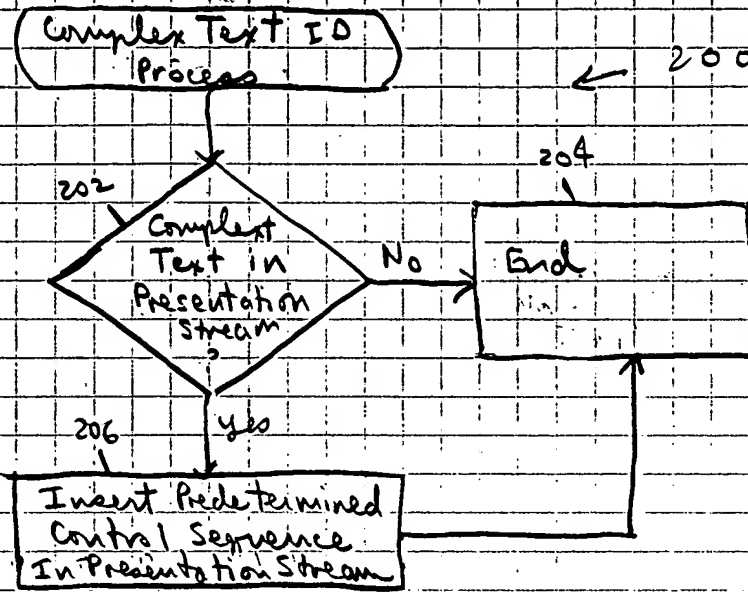 Complex Text ID
Process
200
202
204
Complext
Text in
Presentation
Stream
?
No
End
Yes
206
Insert Predetermined
Control Sequence
In Presentation Stream